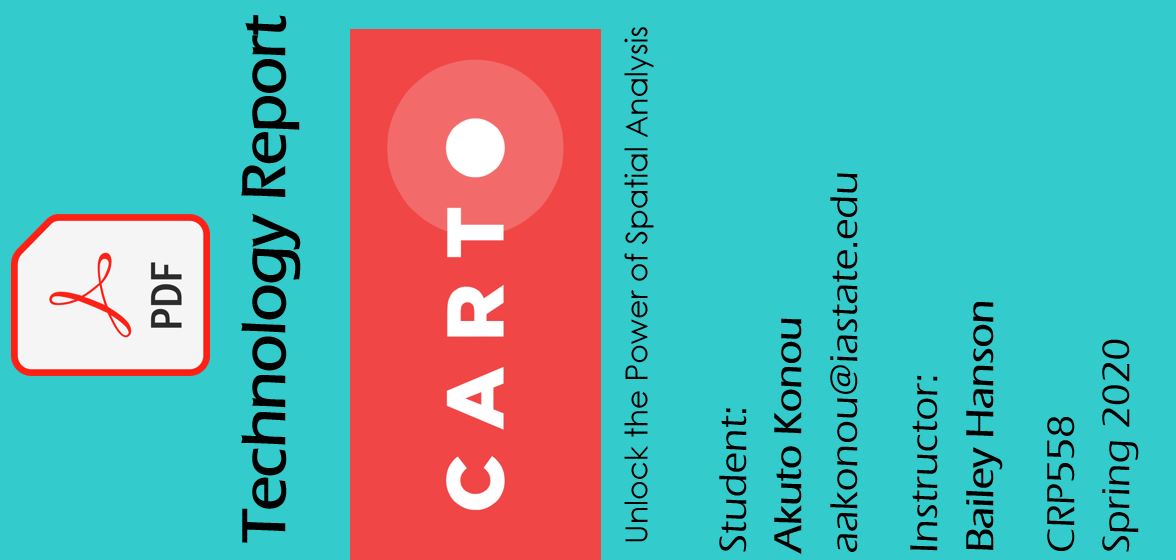 PDF
Technology Report
CARTO
Unlock the Power of Spatial Analysis
Student:
Akuto Konou
aakonou@iastate.edu
Instructor:
Bailey Hanson
CRP558
Spring 2020